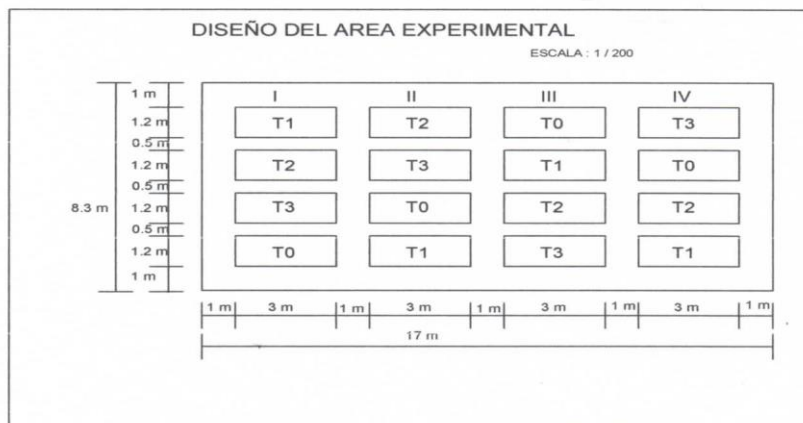 DISEÑO DEL AREA EXPERIMENTAL
ESCALA : 1 / 200
I II III IV
1 m
1.2 m T1 T2 T0 T3
0.5 m
1.2 m T2 T3 T1 T0
0.5 m
8.3 m 1.2 m T3 T0 T2 T2
0.5 m
1.2 m T0 T1 T3 T1
1 m
1 m 3 m 1 m 3 m 1 m 3 m 1 m 3 m 1 m
17 m